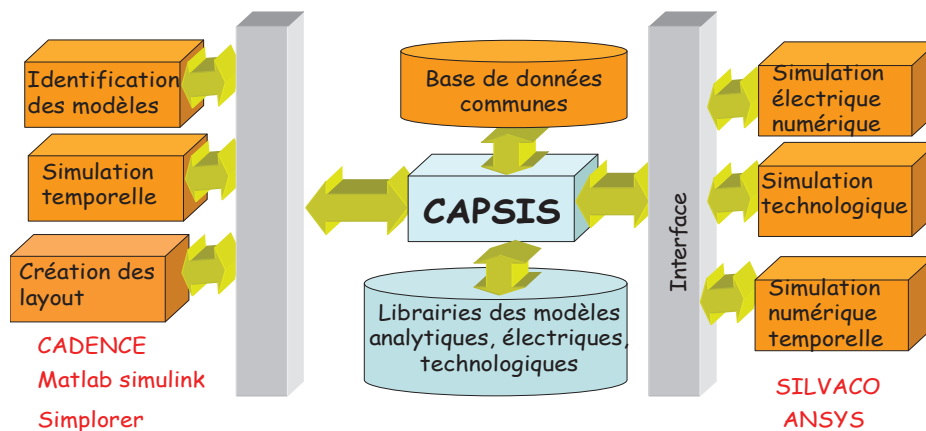 Identification
des modèles
Simulation
temporelle
Création des
layout
CADENCE
Matlab simulink
Simplorer
Base de données
communes
CAPSIS
Librairies des modèles
analytiques, électriques,
technologiques
Interface
Simulation
électrique
numérique
Simulation
technologique
Simulation
numérique
temporelle
SILVACO
ANSYS